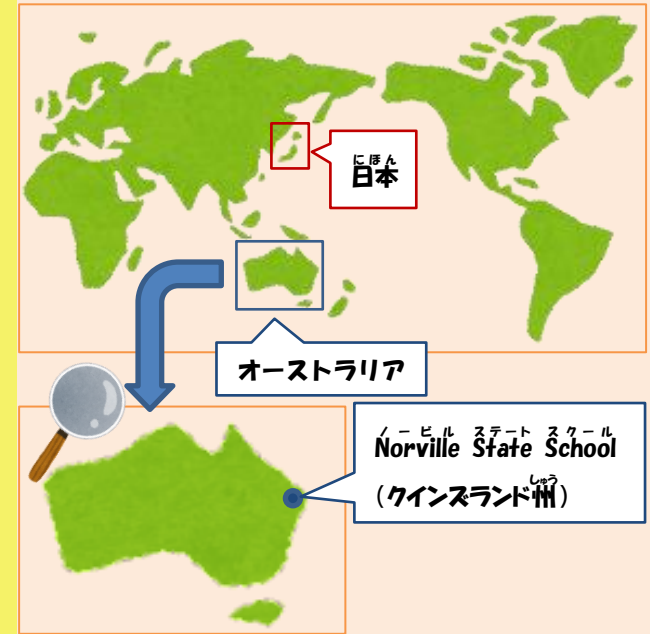 にほん
日本
オーストラリア
ノービル ステート スクール
Norville State School
しゅう
(クインズランド州)